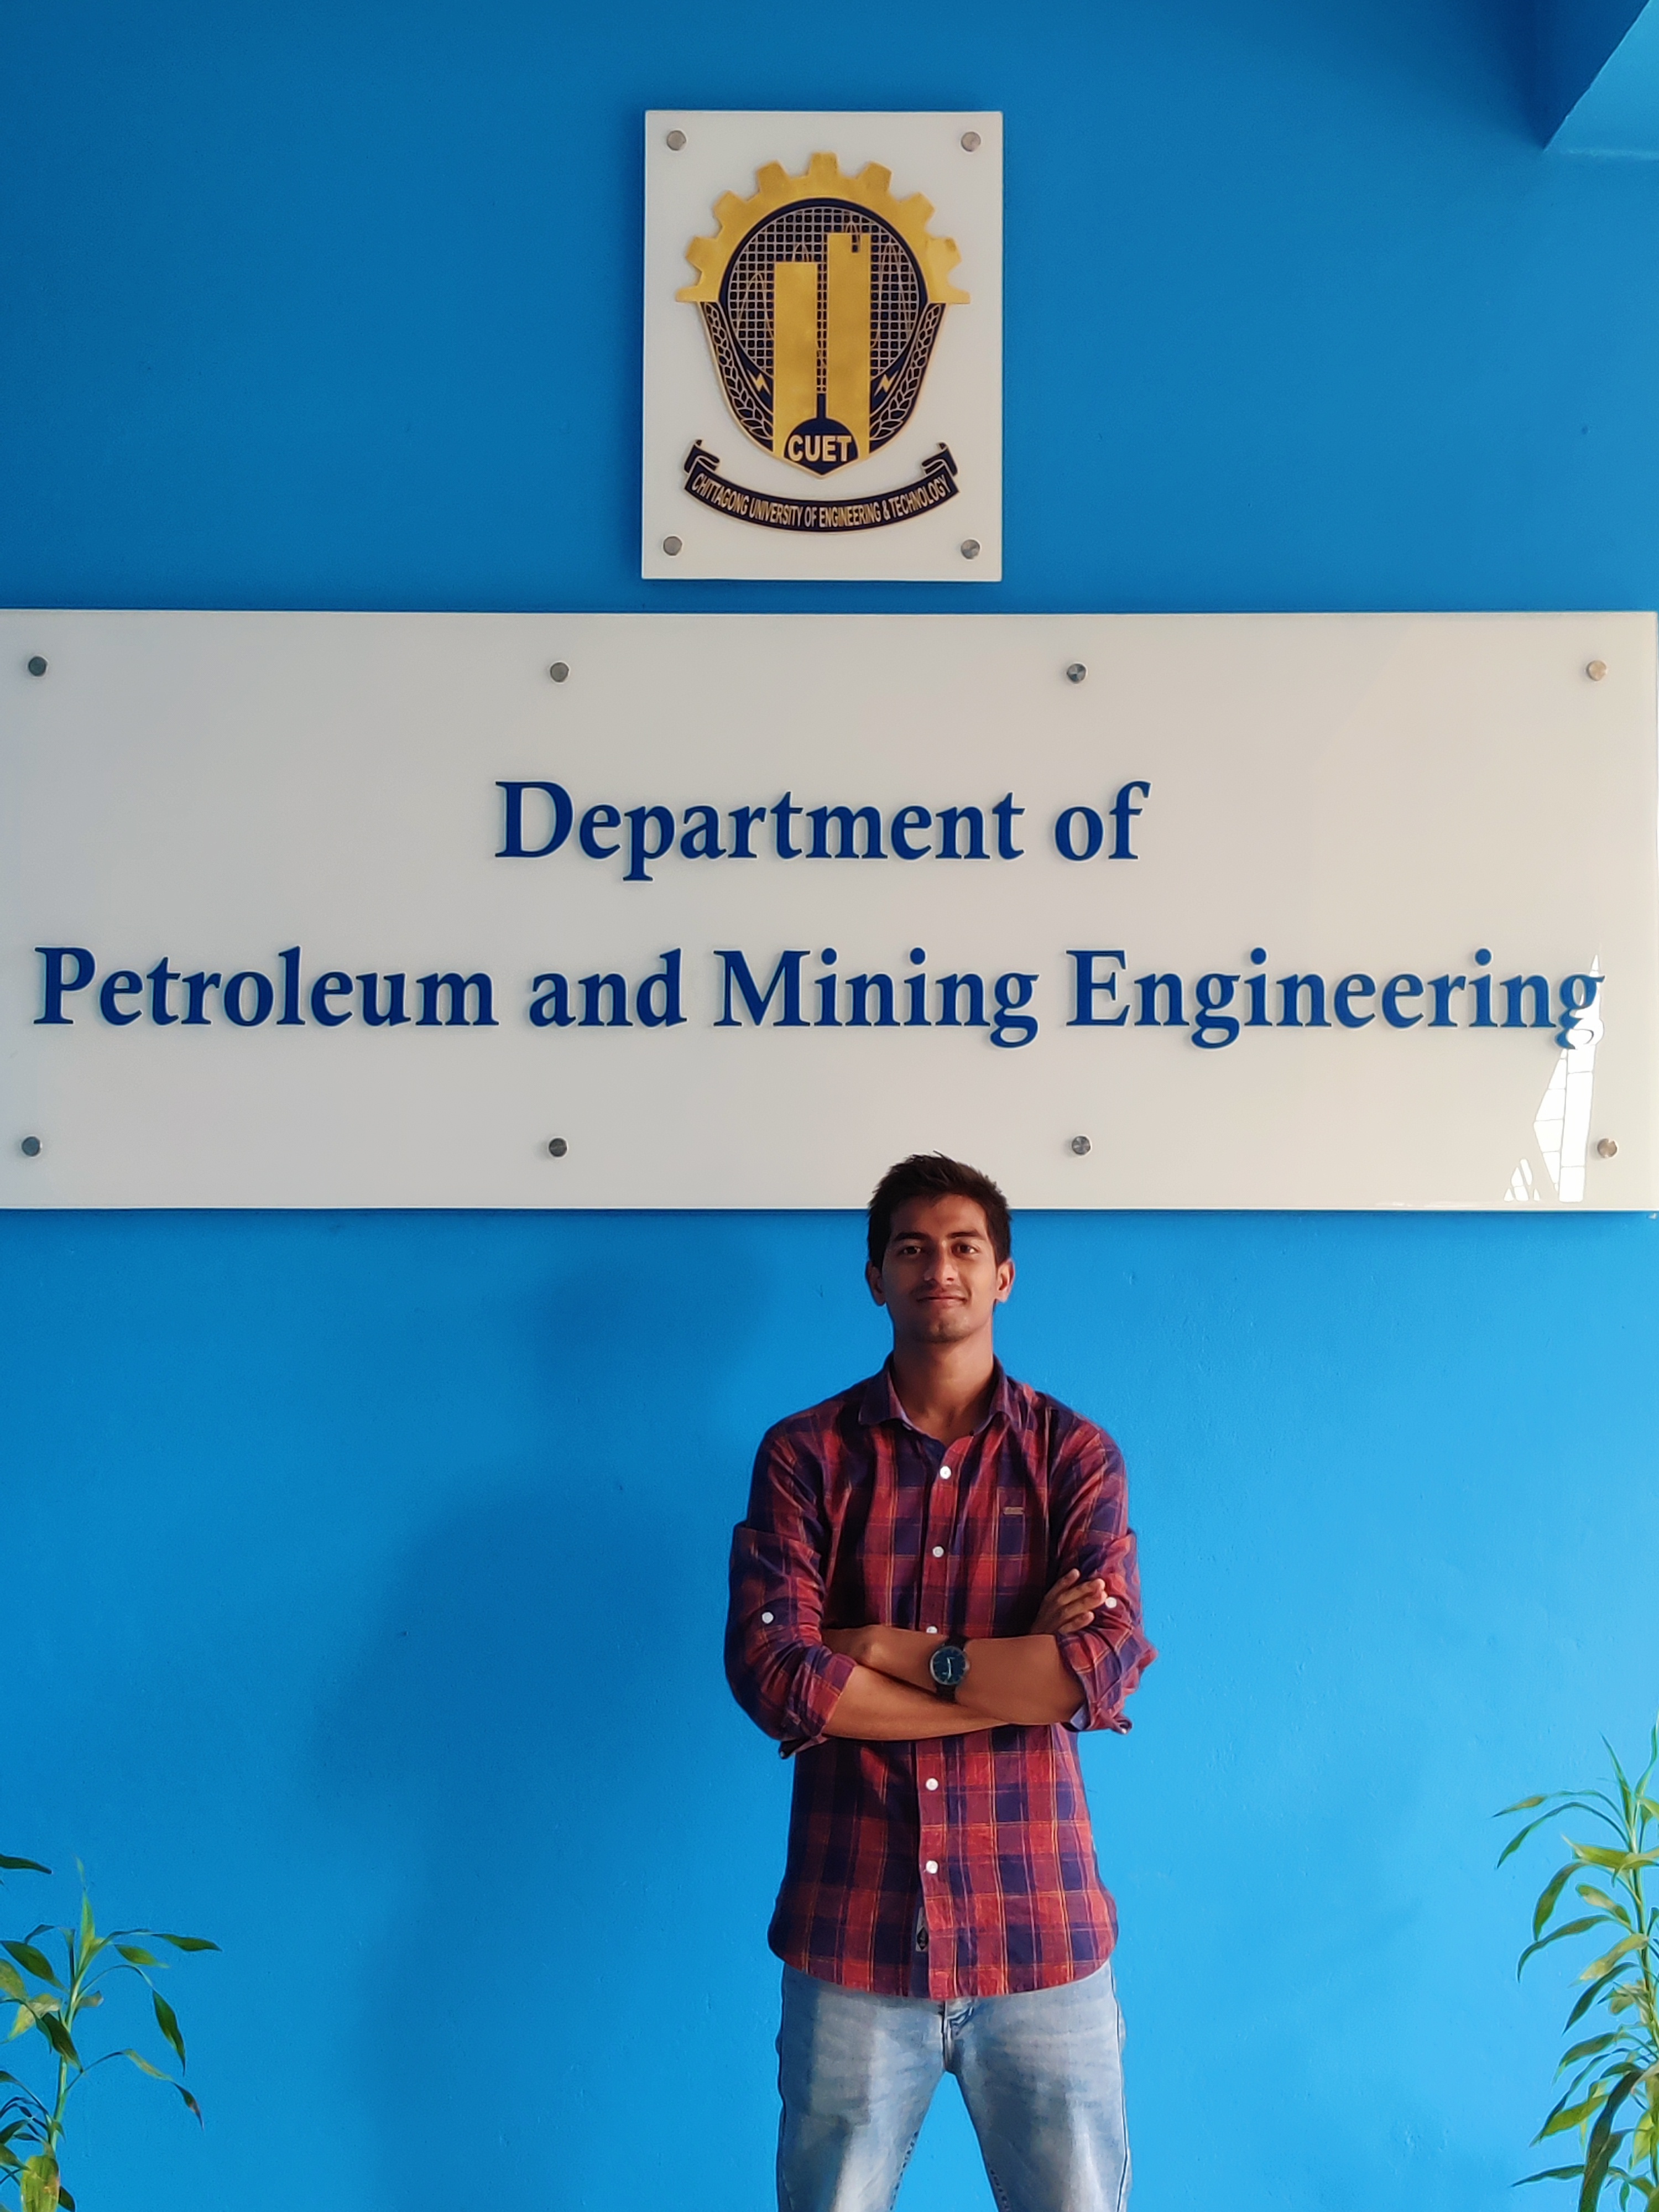 CUET
CHITTAGONG UNIVERSITY OF ENGINEERING & TECHNOLOGY
Department of
Petroleum and Mining Engineering